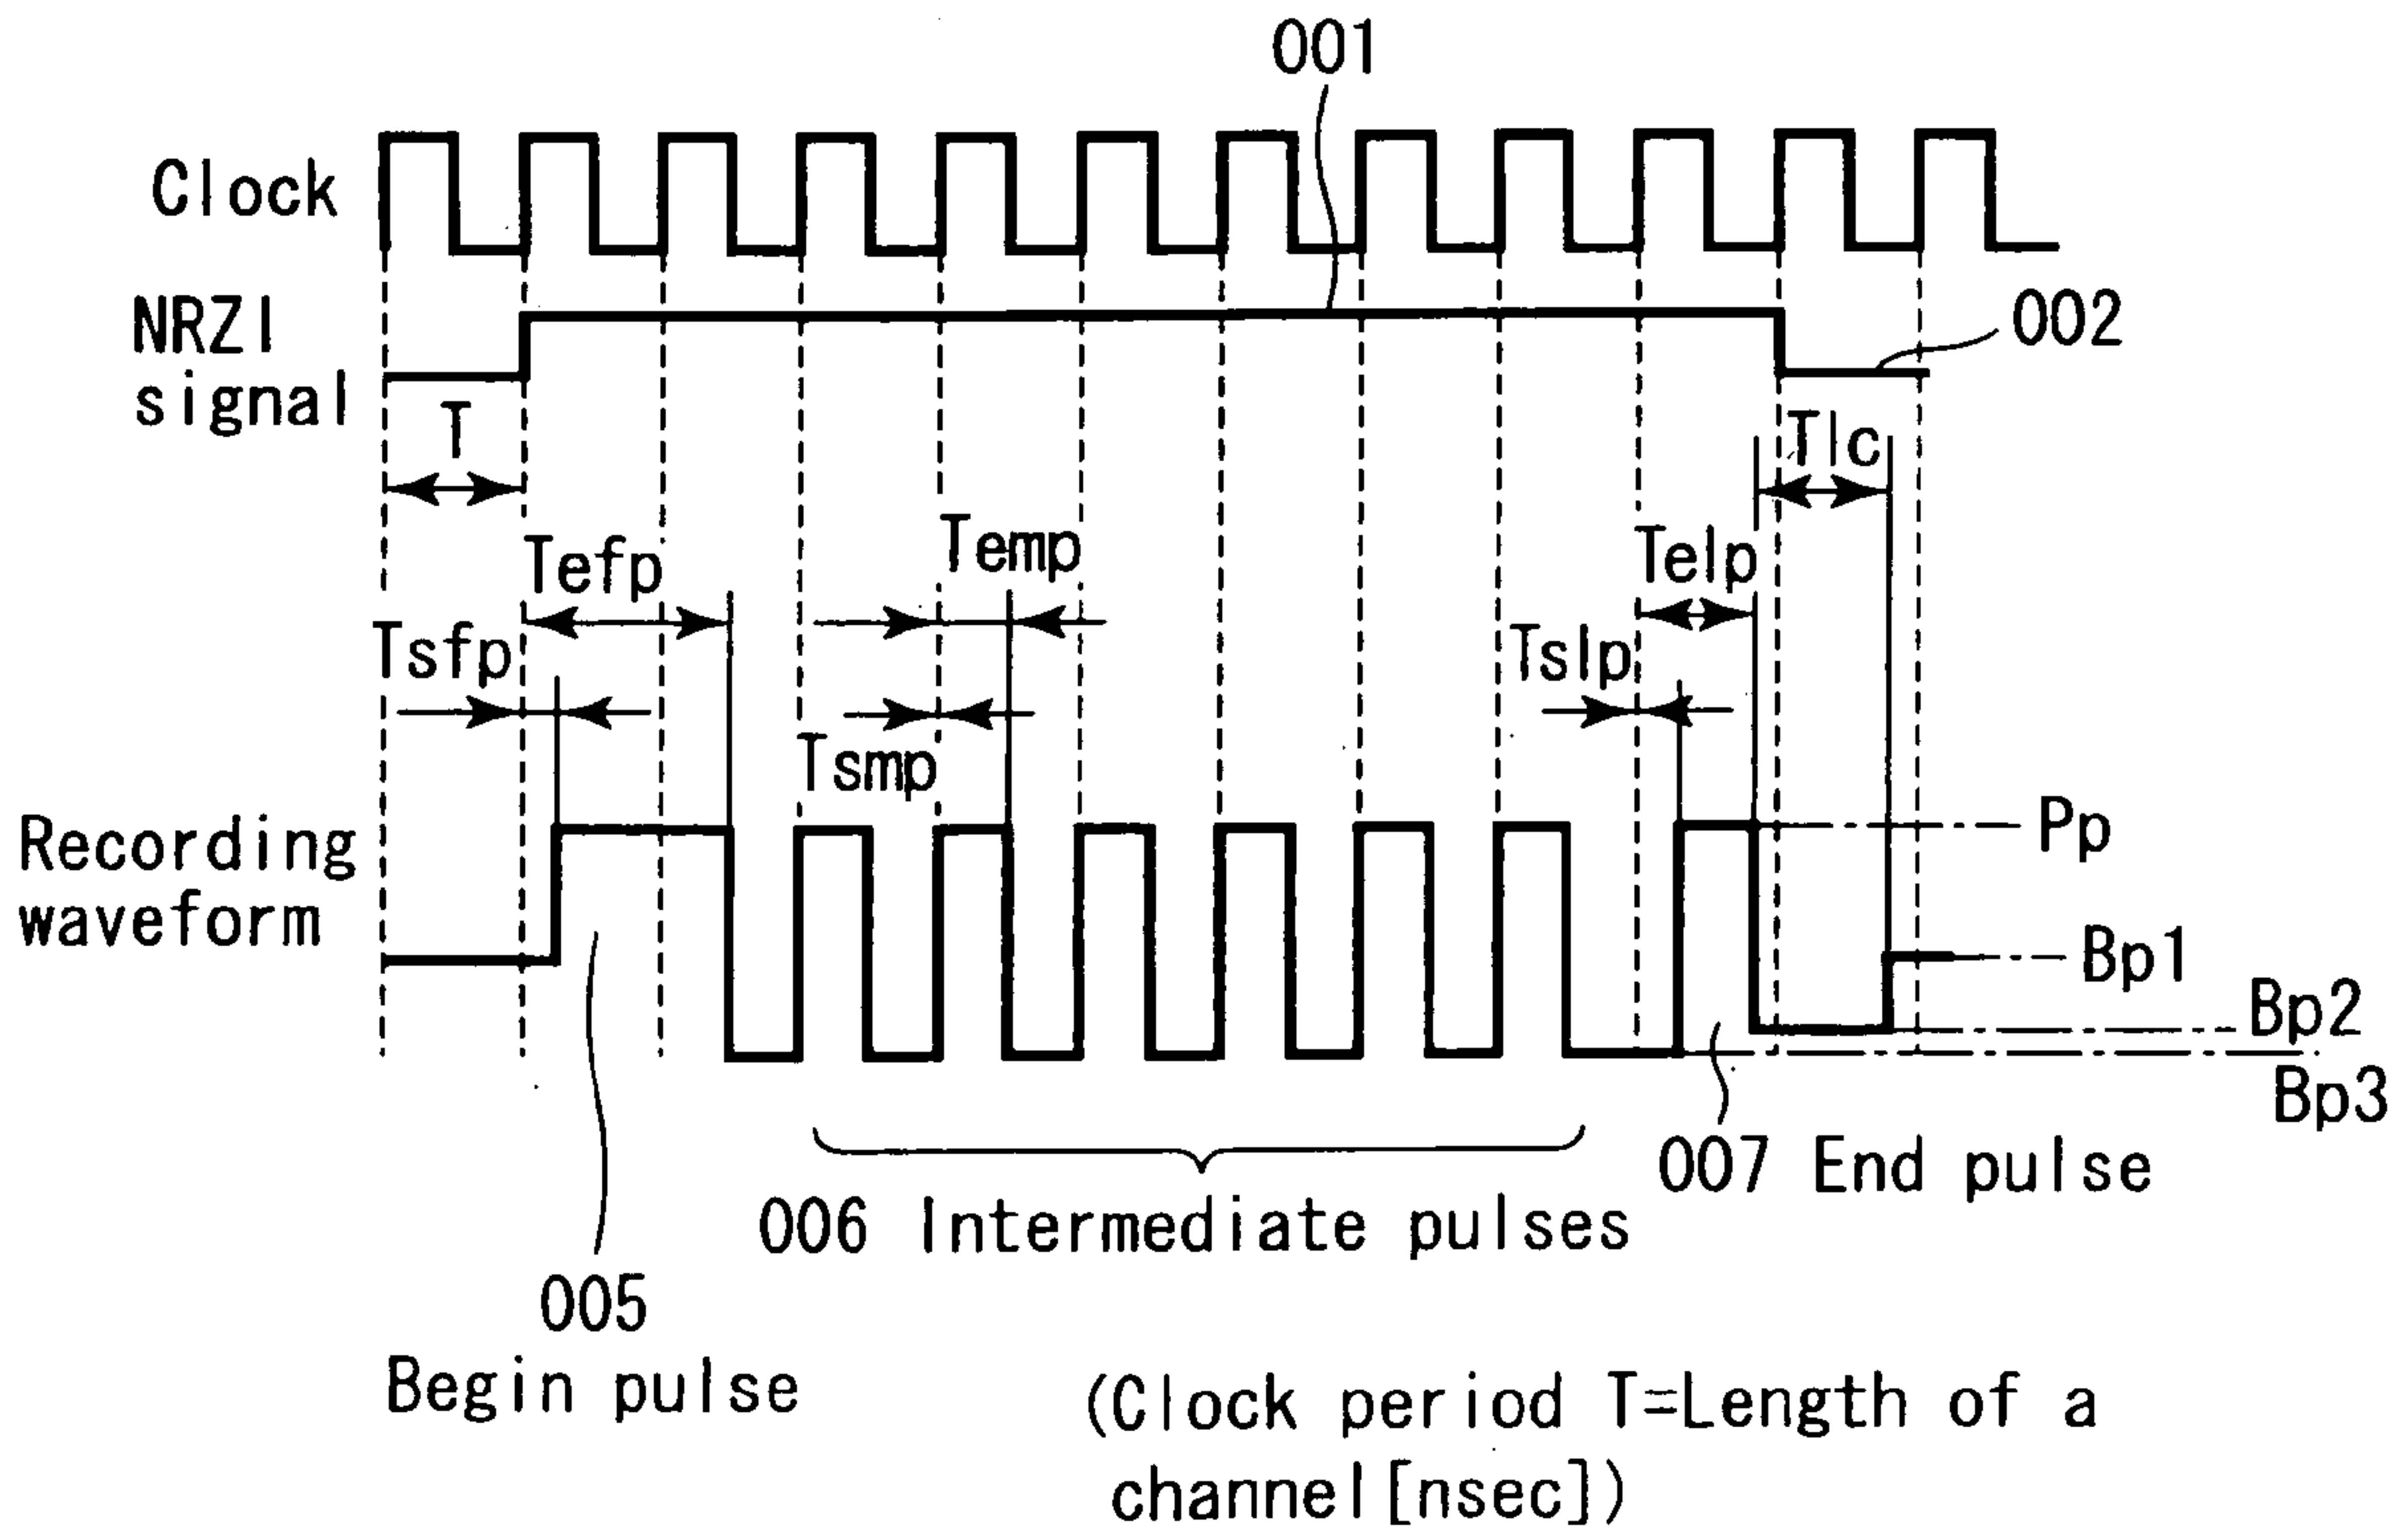 001
Clock
NRZI
signal
002
T
Tlc
Tefp
Temp
Telp
Tsfp
Tslp
Tsmp
Recording
waveform
Pp
Bp1
Bp2
Bp3
007 End pulse
006 Intermediate pulses
005
Begin pulse
(Clock period T=Length of a
channel[nsec])